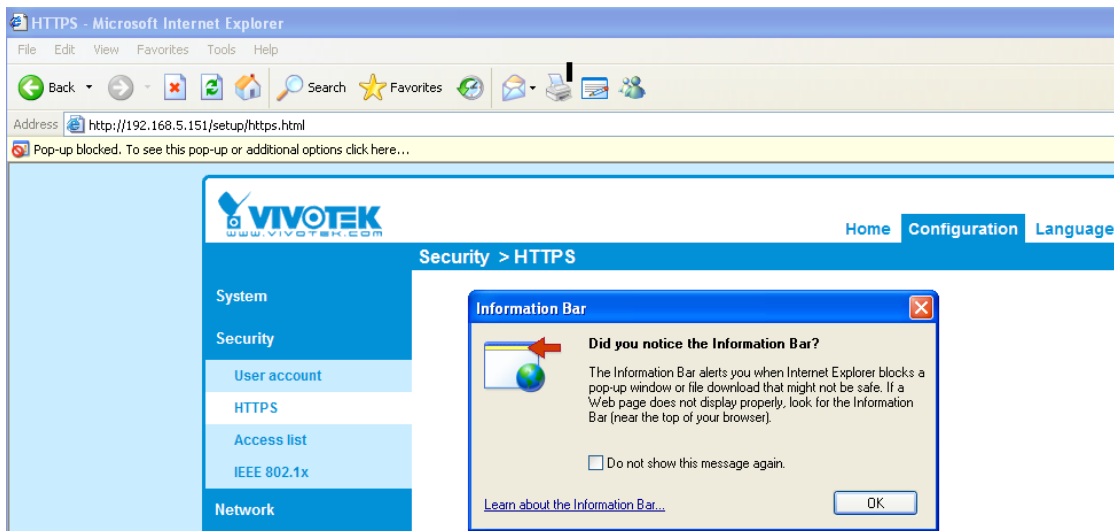 HTTPS - Microsoft Internet Explorer
File Edit View Favorites Tools Help
Back Search Favorites
Address http://192.168.5.151/setup/https.html
Pop-up blocked. To see this pop-up or additional options click here...
VIVOTEK
WWW.VIVOTEK.COM
Home Configuration Language
Security > HTTPS
System
Security
User account
HTTPS
Access list
IEEE 802.1x
Network
Information Bar
Did you notice the Information Bar?
The Information Bar alerts you when Internet Explorer blocks a
pop-up window or file download that might not be safe. If a
Web page does not display properly, look for the Information
Bar (near the top of your browser).
Do not show this message again.
Learn about the Information Bar...
OK